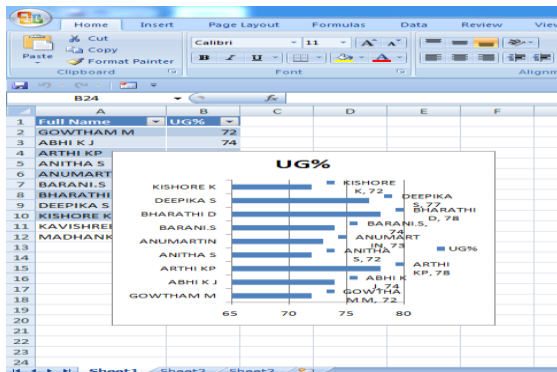 Home Insert Page Layout Formulas Data Review View
Cut
Copy
Format Painter
Paste
Clipboard
Calibri 11 A A
B I U A
Font
Alignm
B24 fx
A B C D E F
1 Full Name UG%
2 GOWTHAM M 72
3 ABHI K J 74
4 ARTHI KP
5 ANITHA S
6 ANUMART
7 BARANI.S
8 BHARATHI
9 DEEPIKA S
10 KISHORE K
11 KAVISHREE
12 MADHANK
13
14
15
16
17
18
19
20
21
22
23
24
UG%
KISHORE K
DEEPIKA S
BHARATHI D
BARANI.S
ANUMARTIN
ANITHA S
ARTHI KP
ABHI K J
GOWTHAM M
KISHORE
K, 72
DEEPIKA
S, 77
BHARATHI
D, 78
BARANI.S,
74
ANUMART
IN, 73
ANITHA
S, 72
ARTHI
KP, 78
ABHI K
J, 74
GOWTHA
M M, 72
UG%
65 70 75 80
Sheet1 Sheet2 Sheet3